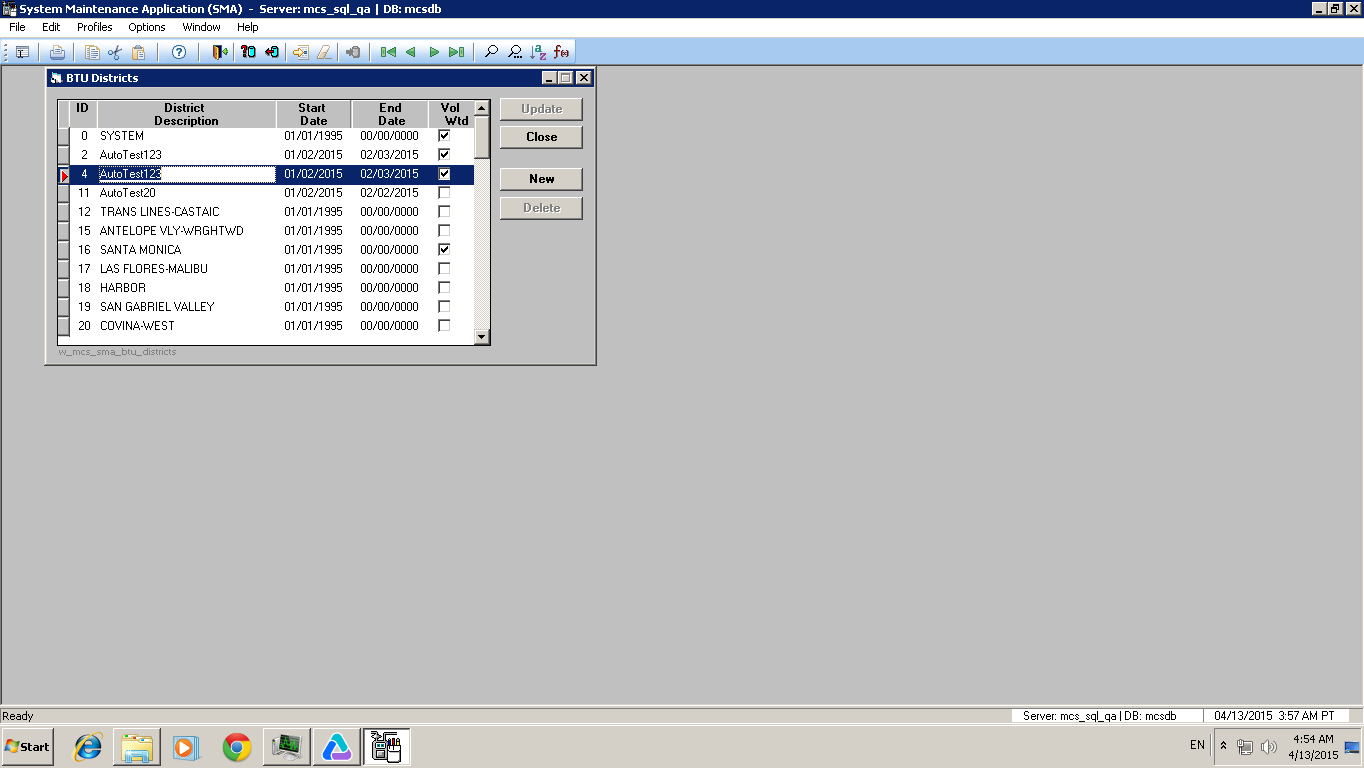 System Maintenance Application (SMA) - Server: mcs_sql_qa | DB: mcsdb
File Edit Profiles Options Window Help
BTU Districts
ID District Description Start Date End Date Vol Wtd
0 SYSTEM 01/01/1995 00/00/0000
2 AutoTest123 01/02/2015 02/03/2015
4 AutoTest123 01/02/2015 02/03/2015
11 AutoTest20 01/02/2015 02/02/2015
12 TRANS LINES-CASTAIC 01/01/1995 00/00/0000
15 ANTELOPE VLY-WRGHTWD 01/01/1995 00/00/0000
16 SANTA MONICA 01/01/1995 00/00/0000
17 LAS FLORES-MALIBU 01/01/1995 00/00/0000
18 HARBOR 01/01/1995 00/00/0000
19 SAN GABRIEL VALLEY 01/01/1995 00/00/0000
20 COVINA-WEST 01/01/1995 00/00/0000
Update
Close
New
Delete
w_mcs_sma_btu_districts
Ready
Server: mcs_sql_qa | DB: mcsdb
04/13/2015 3:57 AM PT
Start
EN
4:54 AM
4/13/2015